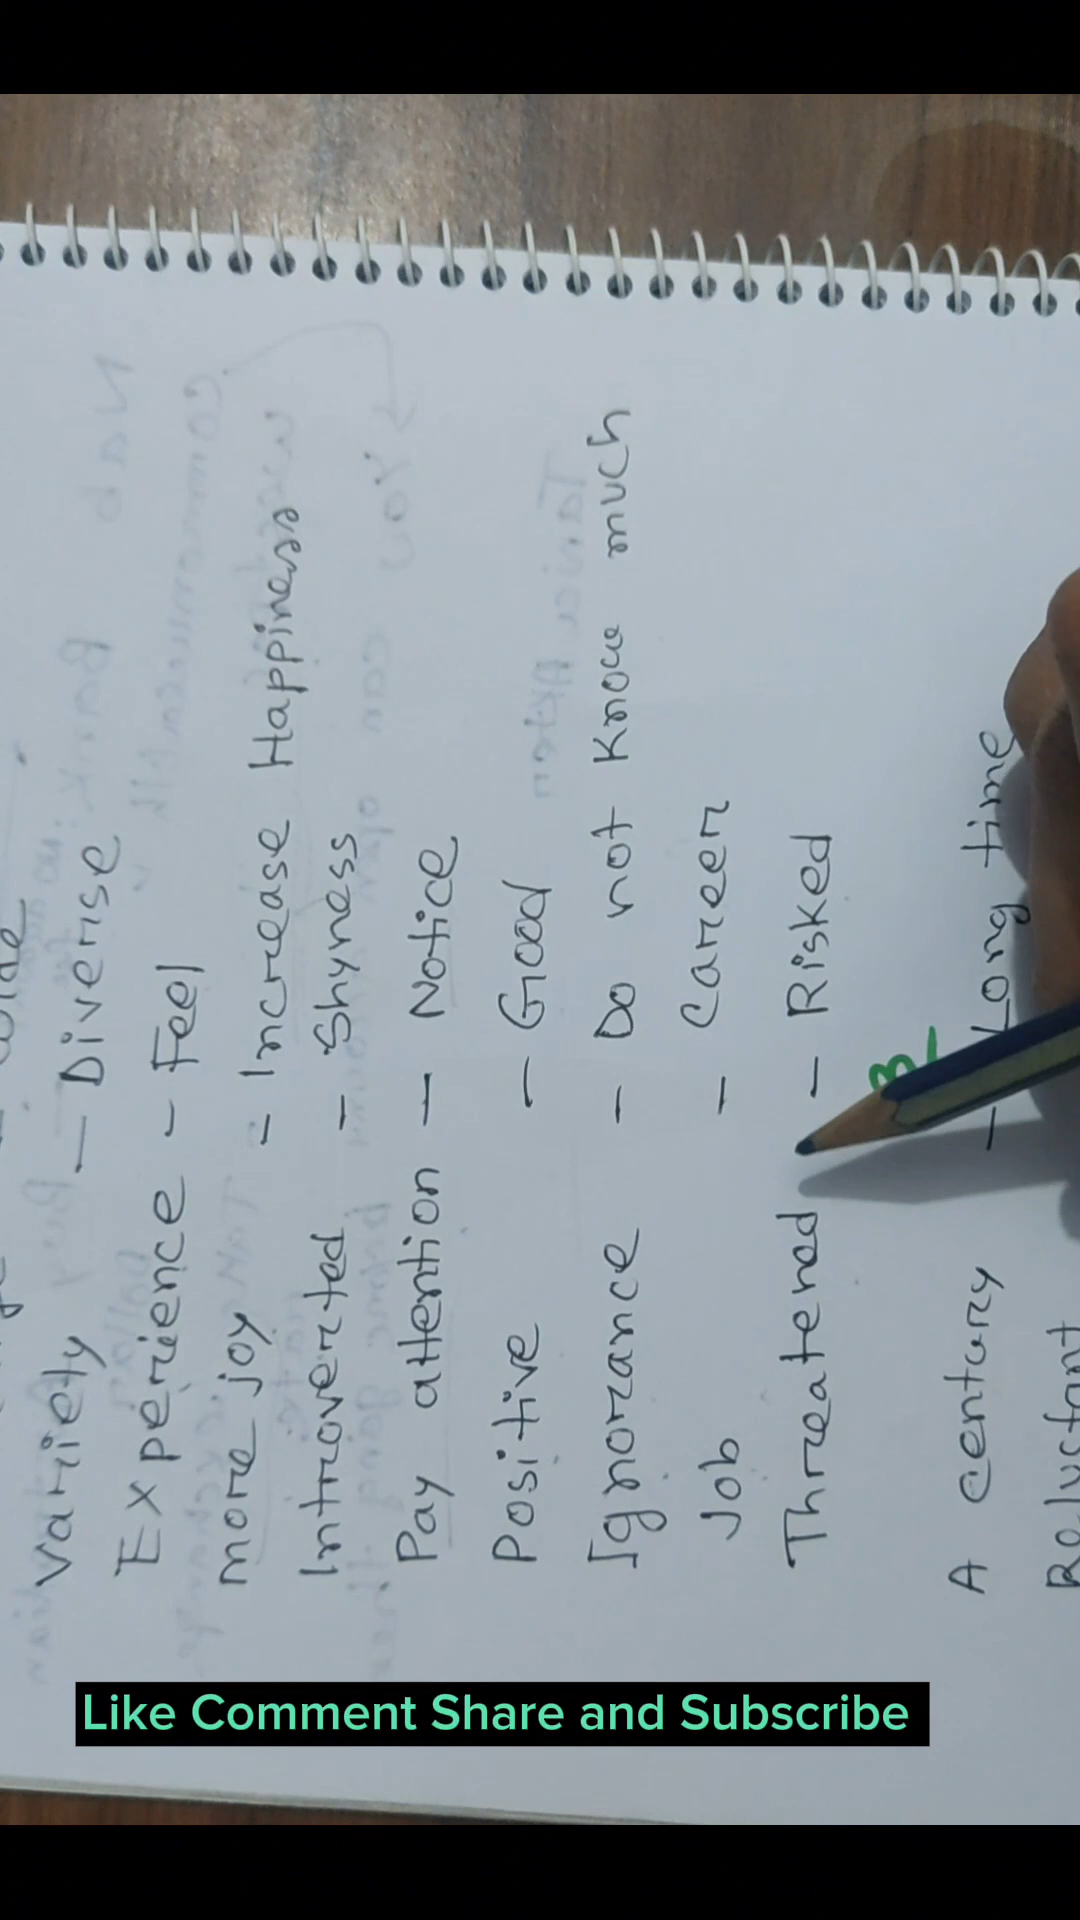 Variety - Diverse
Experience - Feel
more joy - Increase Happiness
Introverted - Shyness
Pay attention - Notice
Positive - Good
Ignorance - Do not know much
Job - Career
Threatened - Risked
B
A century - Long time
Like Comment Share and Subscribe